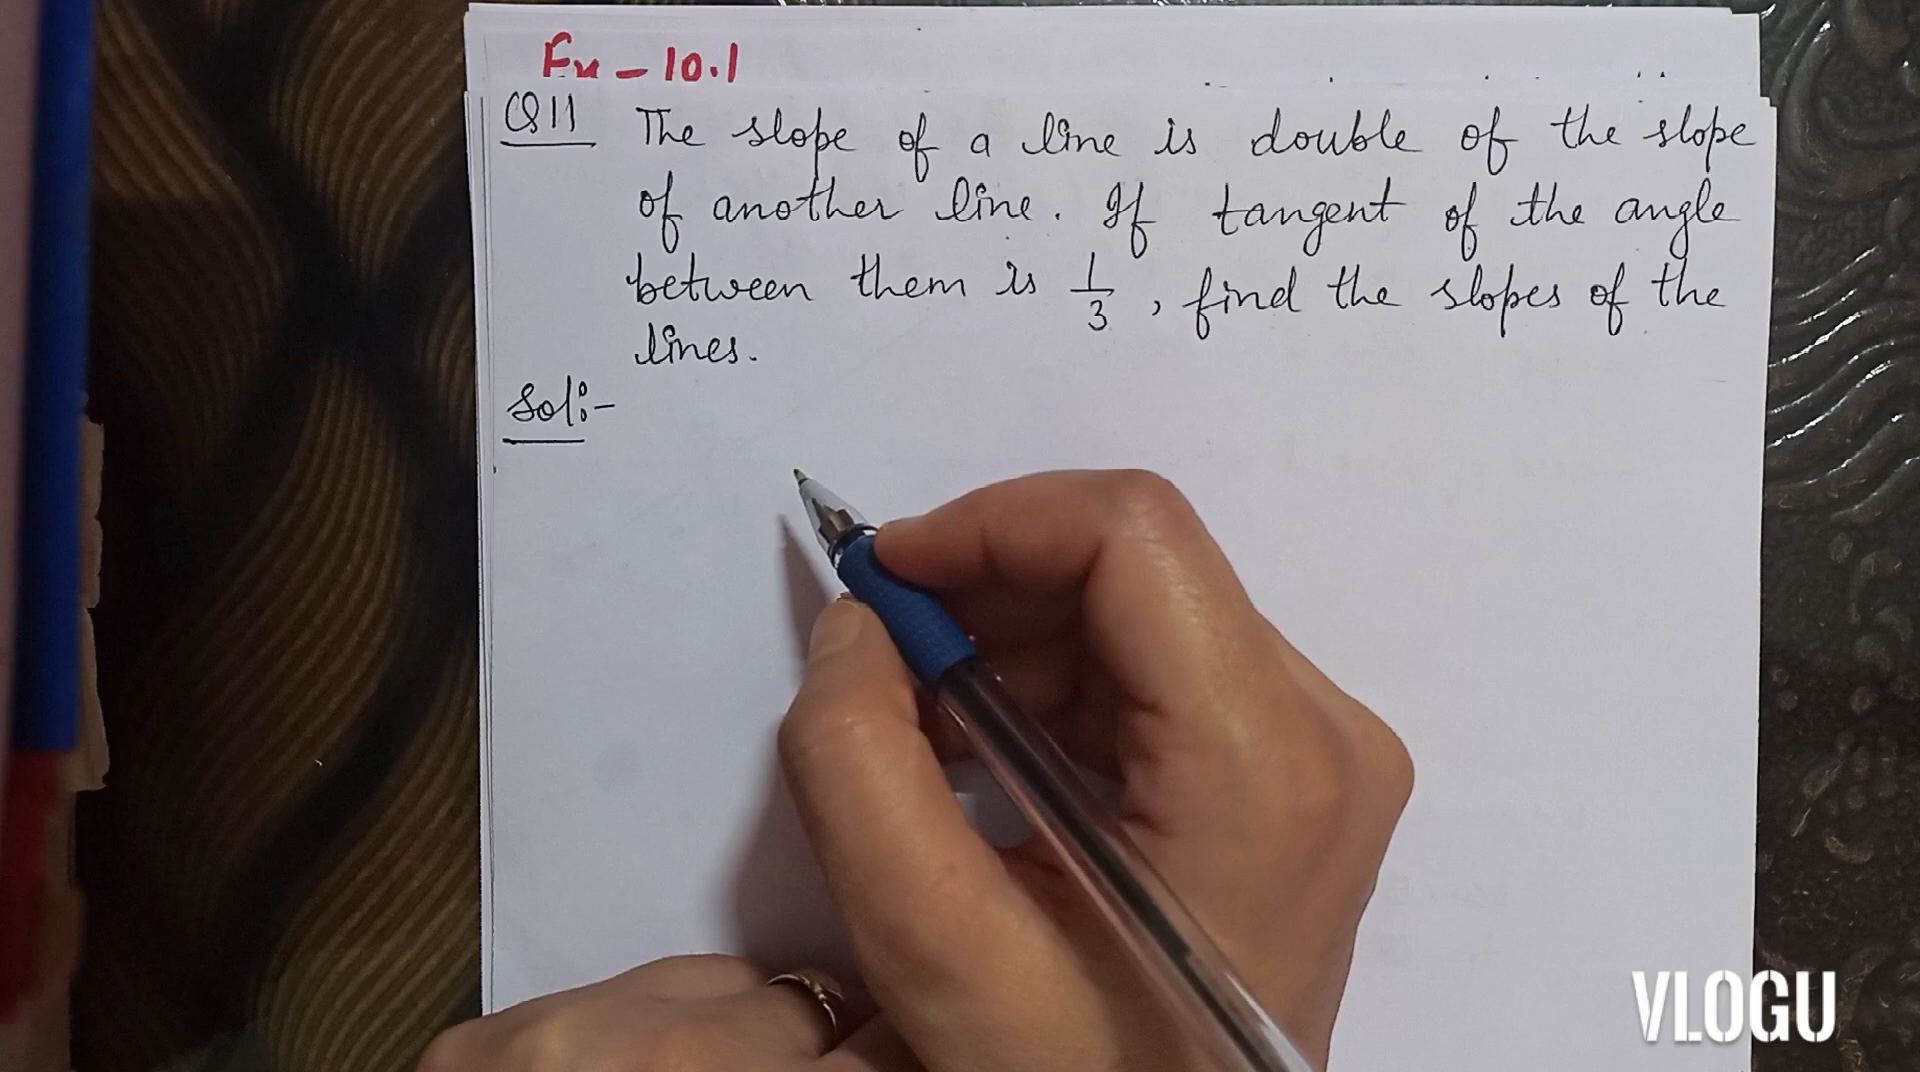 Ex - 10.1
Q11 The slope of a line is double of the slope
of another line. If tangent of the angle
between them is 1/3, find the slopes of the
lines.
Sol:-
VLOGU